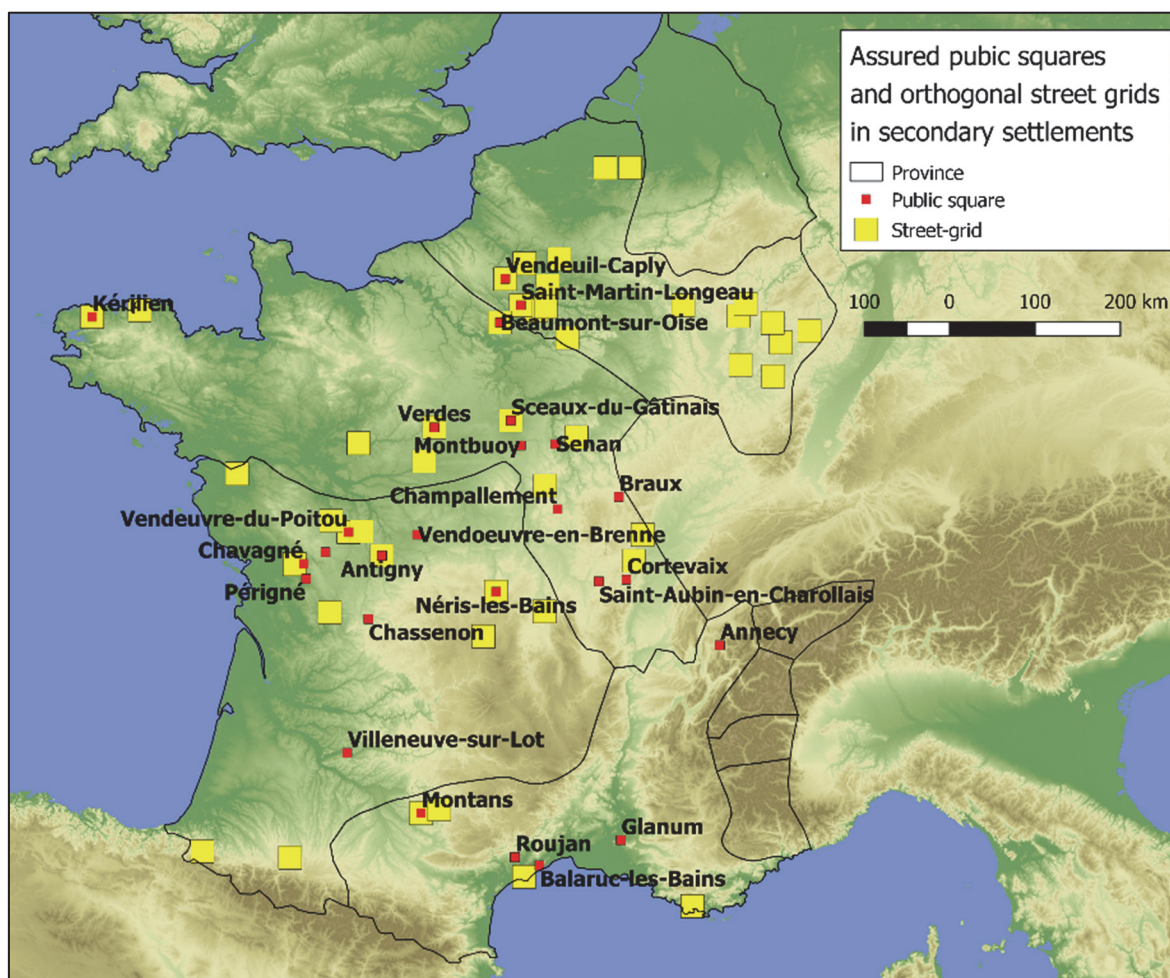 Assured pubic squares
and orthogonal street grids
in secondary settlements
Province
Public square
Street-grid
100 0 100 200 km
Vendeuil-Caply
Saint-Martin-Longeau
Kérilien
Beaumont-sur-Oise
Sceaux-du-Gâtinais
Verdes
Montbuoy
Senan
Braux
Champallement
Vendeuvre-du-Poitou
Vendoeuvre-en-Brenne
Chavagné
Antigny
Cortevaix
Périgné
Néris-les-Bains
Saint-Aubin-en-Charollais
Chassenon
Annecy
Villeneuve-sur-Lot
Montans
Glanum
Roujan
Balaruc-les-Bains